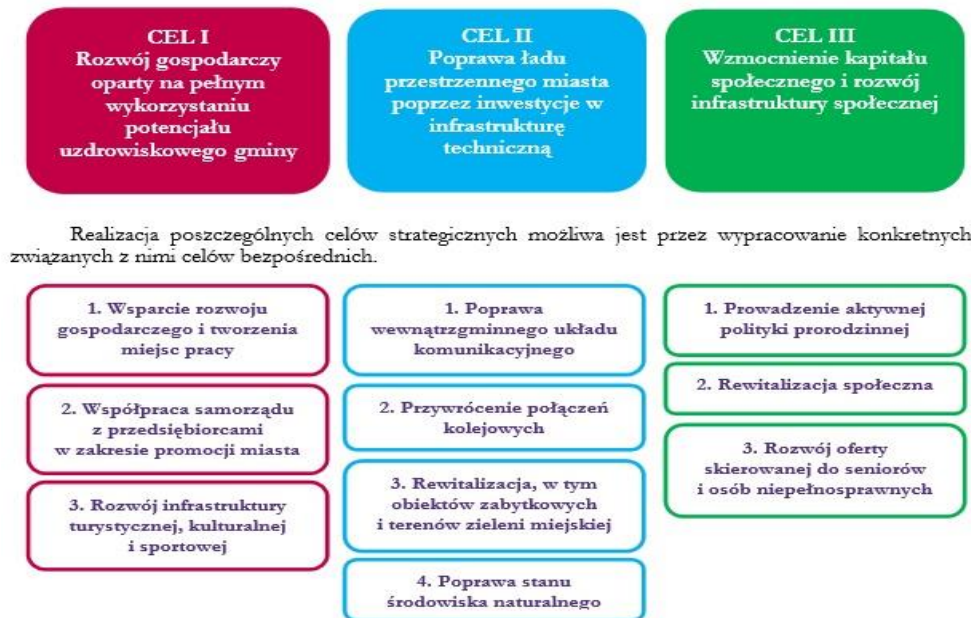 CEL I
Rozwój gospodarczy
oparty na pełnym
wykorzystaniu
potencjału
uzdrowiskowego gminy
CEL II
Poprawa ładu
przestrzennego miasta
poprzez inwestycje w
infrastrukturę
techniczną
CEL III
Wzmocnienie kapitału
społecznego i rozwój
infrastruktury społecznej
Realizacja poszczególnych celów strategicznych możliwa jest przez wypracowanie konkretnych
związanych z nimi celów bezpośrednich.
1. Wsparcie rozwoju
gospodarczego i tworzenia
miejsc pracy
2. Współpraca samorządu
z przedsiębiorcami
w zakresie promocji miasta
3. Rozwój infrastruktury
turystycznej, kulturalnej
i sportowej
1. Poprawa
wewnątrzgminnego układu
komunikacyjnego
2. Przywrócenie połączeń
kolejowych
3. Rewitalizacja, w tym
obiektów zabytkowych
i terenów zieleni miejskiej
4. Poprawa stanu
środowiska naturalnego
1. Prowadzenie aktywnej
polityki prorodzinnej
2. Rewitalizacja społeczna
3. Rozwój oferty
skierowanej do seniorów
i osób niepełnosprawnych